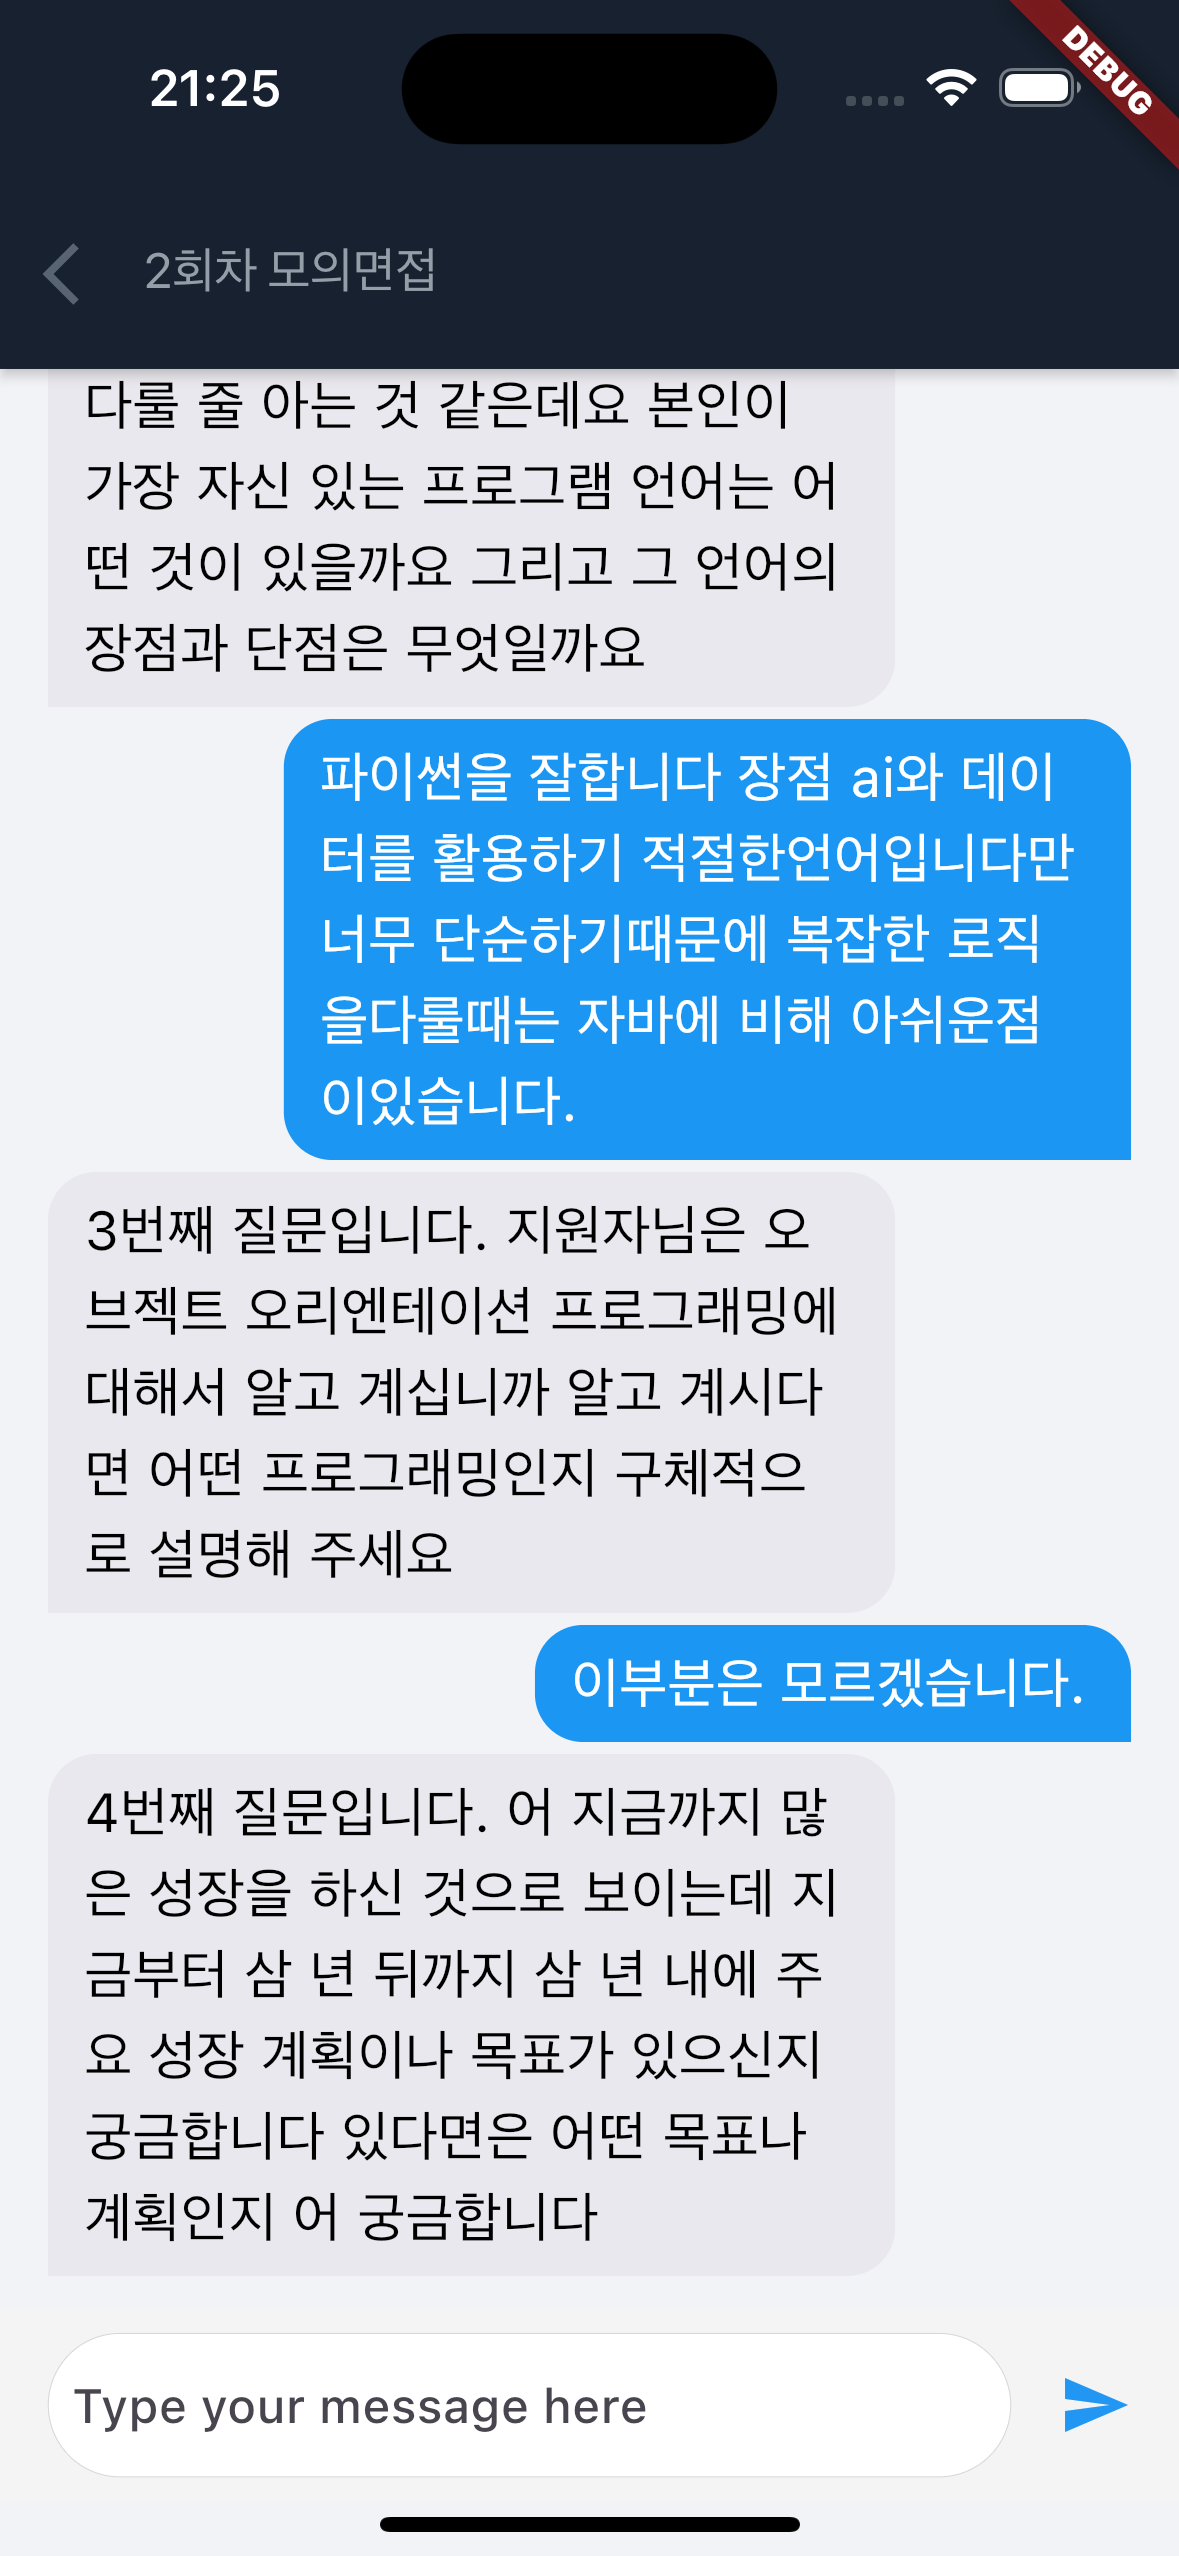 21:25
DEBUG
2회차 모의면접
다룰 줄 아는 것 같은데요 본인이
가장 자신 있는 프로그램 언어는 어
떤 것이 있을까요 그리고 그 언어의
장점과 단점은 무엇일까요
파이썬을 잘합니다 장점 ai와 데이
터를 활용하기 적절한언어입니다만
너무 단순하기때문에 복잡한 로직
을다룰때는 자바에 비해 아쉬운점
이있습니다.
3번째 질문입니다. 지원자님은 오
브젝트 오리엔테이션 프로그래밍에
대해서 알고 계십니까 알고 계시다
면 어떤 프로그래밍인지 구체적으
로 설명해 주세요
이부분은 모르겠습니다.
4번째 질문입니다. 어 지금까지 많
은 성장을 하신 것으로 보이는데 지
금부터 삼 년 뒤까지 삼 년 내에 주
요 성장 계획이나 목표가 있으신지
궁금합니다 있다면은 어떤 목표나
계획인지 어 궁금합니다
Type your message here